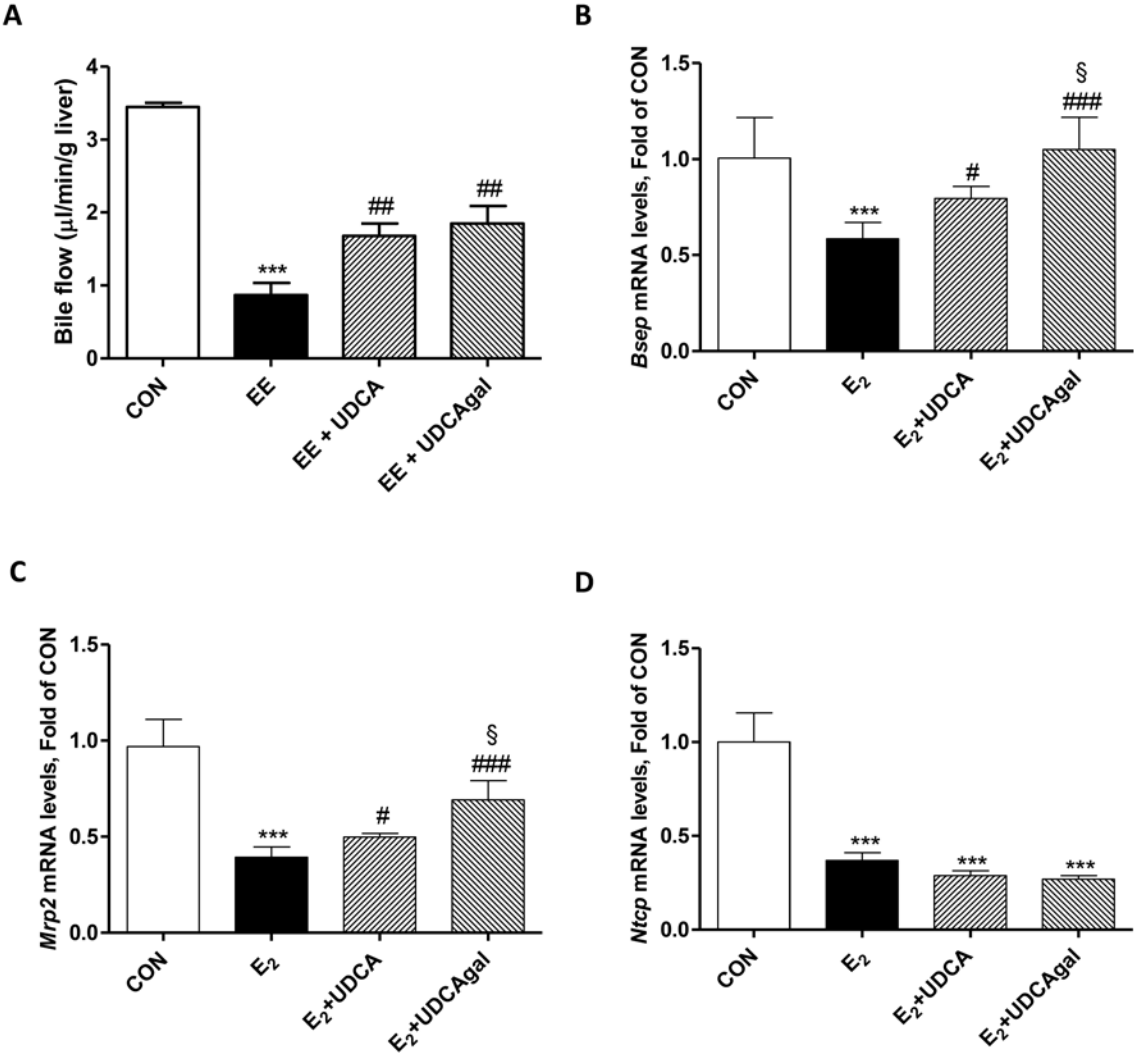 A
Bile flow (µl/min/g liver)
4
3
2
1
0
***
##
##
CON
EE
EE + UDCA
EE + UDCAgal
B
Bsep mRNA levels, Fold of CON
1.5
1.0
0.5
0.0
***
#
§
###
CON
E₂
E₂+UDCA
E₂+UDCAgal
C
Mrp2 mRNA levels, Fold of CON
1.5
1.0
0.5
0.0
***
#
§
###
CON
E₂
E₂+UDCA
E₂+UDCAgal
D
Ntcp mRNA levels, Fold of CON
1.5
1.0
0.5
0.0
***
***
***
CON
E₂
E₂+UDCA
E₂+UDCAgal